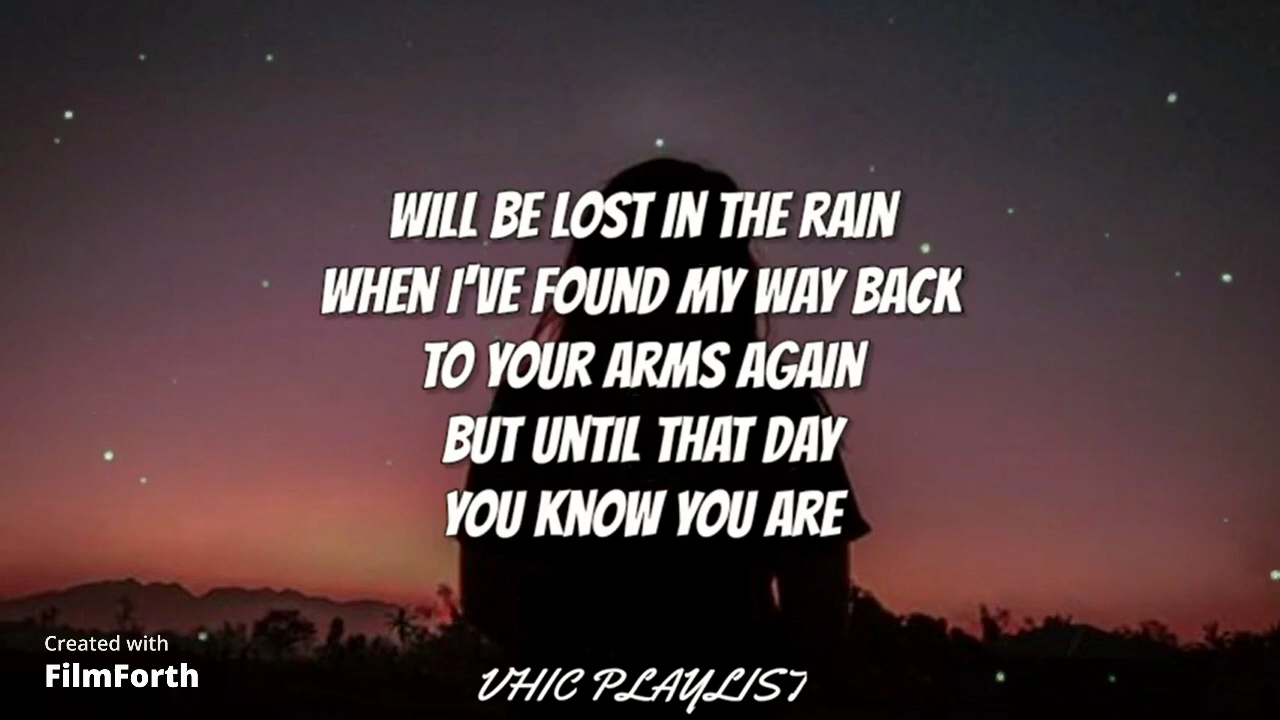 WILL BE LOST IN THE RAIN
WHEN I'VE FOUND MY WAY BACK
TO YOUR ARMS AGAIN
BUT UNTIL THAT DAY
YOU KNOW YOU ARE
Created with
FilmForth
VHIC PLAYLIST